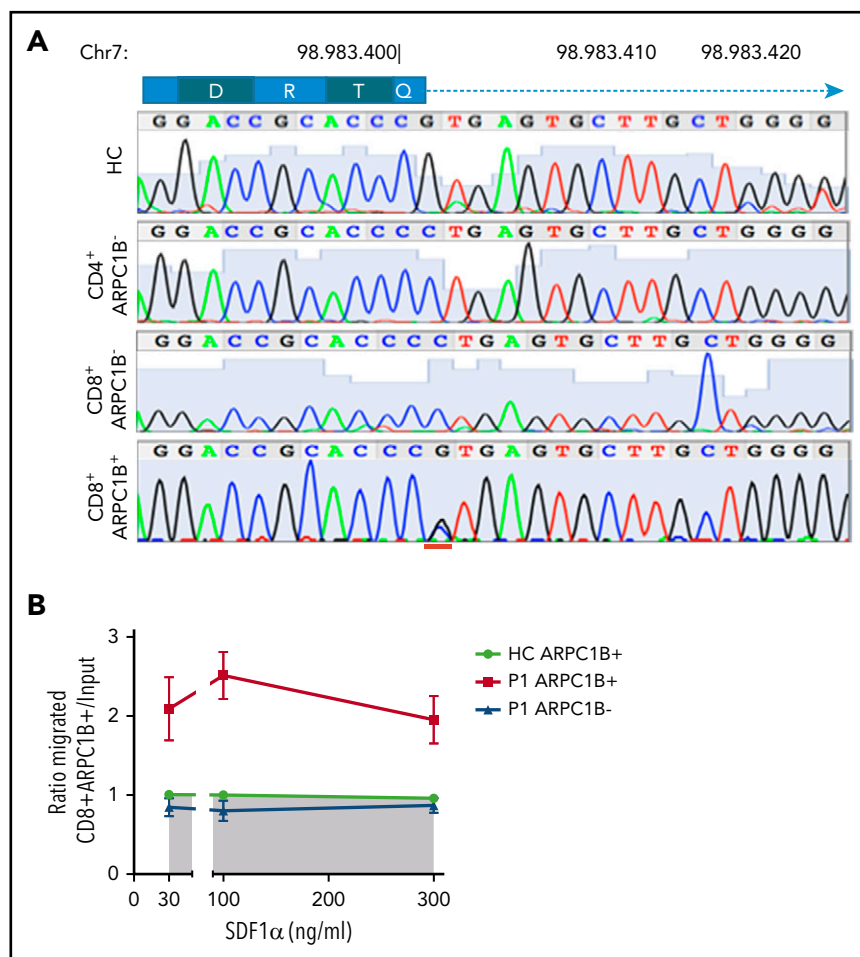 A
Chr7: 98.983.400| 98.983.410 98.983.420
D R T Q
HC
G G A C C G C A C C C G T G A G T G C T T G C T G G G G
CD4+ ARPC1B-
G G A C C G C A C C C C T G A G T G C T T G C T G G G G
CD8+ ARPC1B-
G G A C C G C A C C C C T G A G T G C T T G C T G G G G
CD8+ ARPC1B+
G G A C C G C A C C C G T G A G T G C T T G C T G G G G
B
Ratio migrated
CD8+ARPC1B+/Input
3
2
1
0
0 30 100 200 300
SDF1α (ng/ml)
HC ARPC1B+
P1 ARPC1B+
P1 ARPC1B-